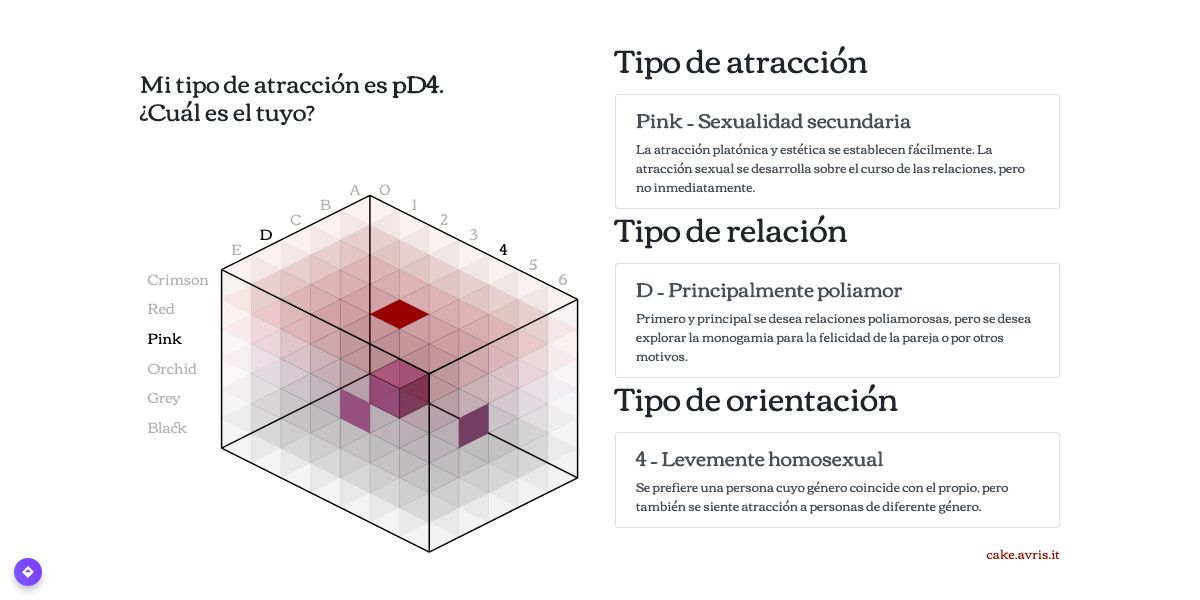 Mi tipo de atracción es pD4.
¿Cuál es el tuyo?
A 0
B 1
C 2
D 3
E 4
5
6
Crimson
Red
Pink
Orchid
Grey
Black
Tipo de atracción
Pink - Sexualidad secundaria
La atracción platónica y estética se establecen fácilmente. La
atracción sexual se desarrolla sobre el curso de las relaciones, pero
no inmediatamente.
Tipo de relación
D - Principalmente poliamor
Primero y principal se desea relaciones poliamorosas, pero se desea
explorar la monogamia para la felicidad de la pareja o por otros
motivos.
Tipo de orientación
4 - Levemente homosexual
Se prefiere una persona cuyo género coincide con el propio, pero
también se siente atracción a personas de diferente género.
cake.avris.it